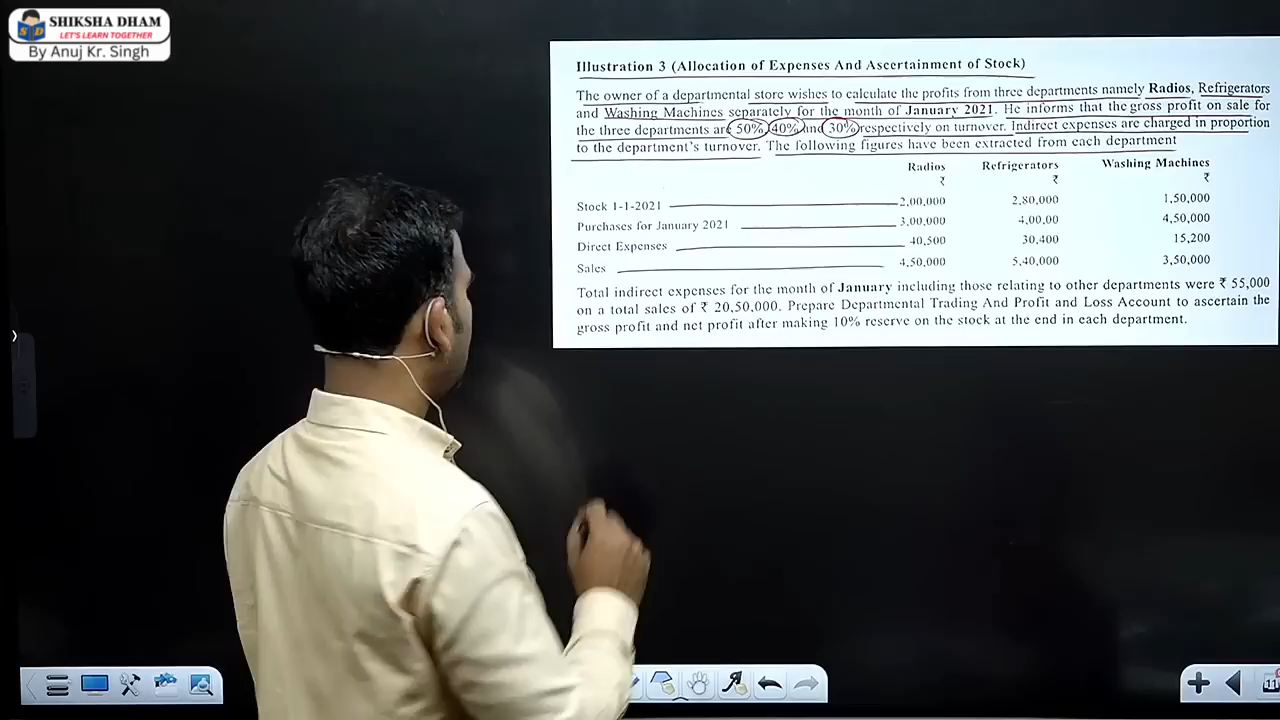 SHIKSHA DHAM
LET'S LEARN TOGETHER
By Anuj Kr. Singh
Illustration 3 (Allocation of Expenses And Ascertainment of Stock)
The owner of a departmental store wishes to calculate the profits from three departments namely Radios, Refrigerators
and Washing Machines separately for the month of January 2021. He informs that the gross profit on sale for
the three departments are 50% 40% and 30% respectively on turnover. Indirect expenses are charged in proportion
to the department's turnover. The following figures have been extracted from each department
Radios Refrigerators Washing Machines
₹ ₹ ₹
Stock 1-1-2021 2,00,000 2,80,000 1,50,000
Purchases for January 2021 3,00,000 4,00,00 4,50,000
Direct Expenses 40,500 30,400 15,200
Sales 4,50,000 5,40,000 3,50,000
Total indirect expenses for the month of January including those relating to other departments were ₹ 55,000
on a total sales of ₹ 20,50,000. Prepare Departmental Trading And Profit and Loss Account to ascertain the
gross profit and net profit after making 10% reserve on the stock at the end in each department.